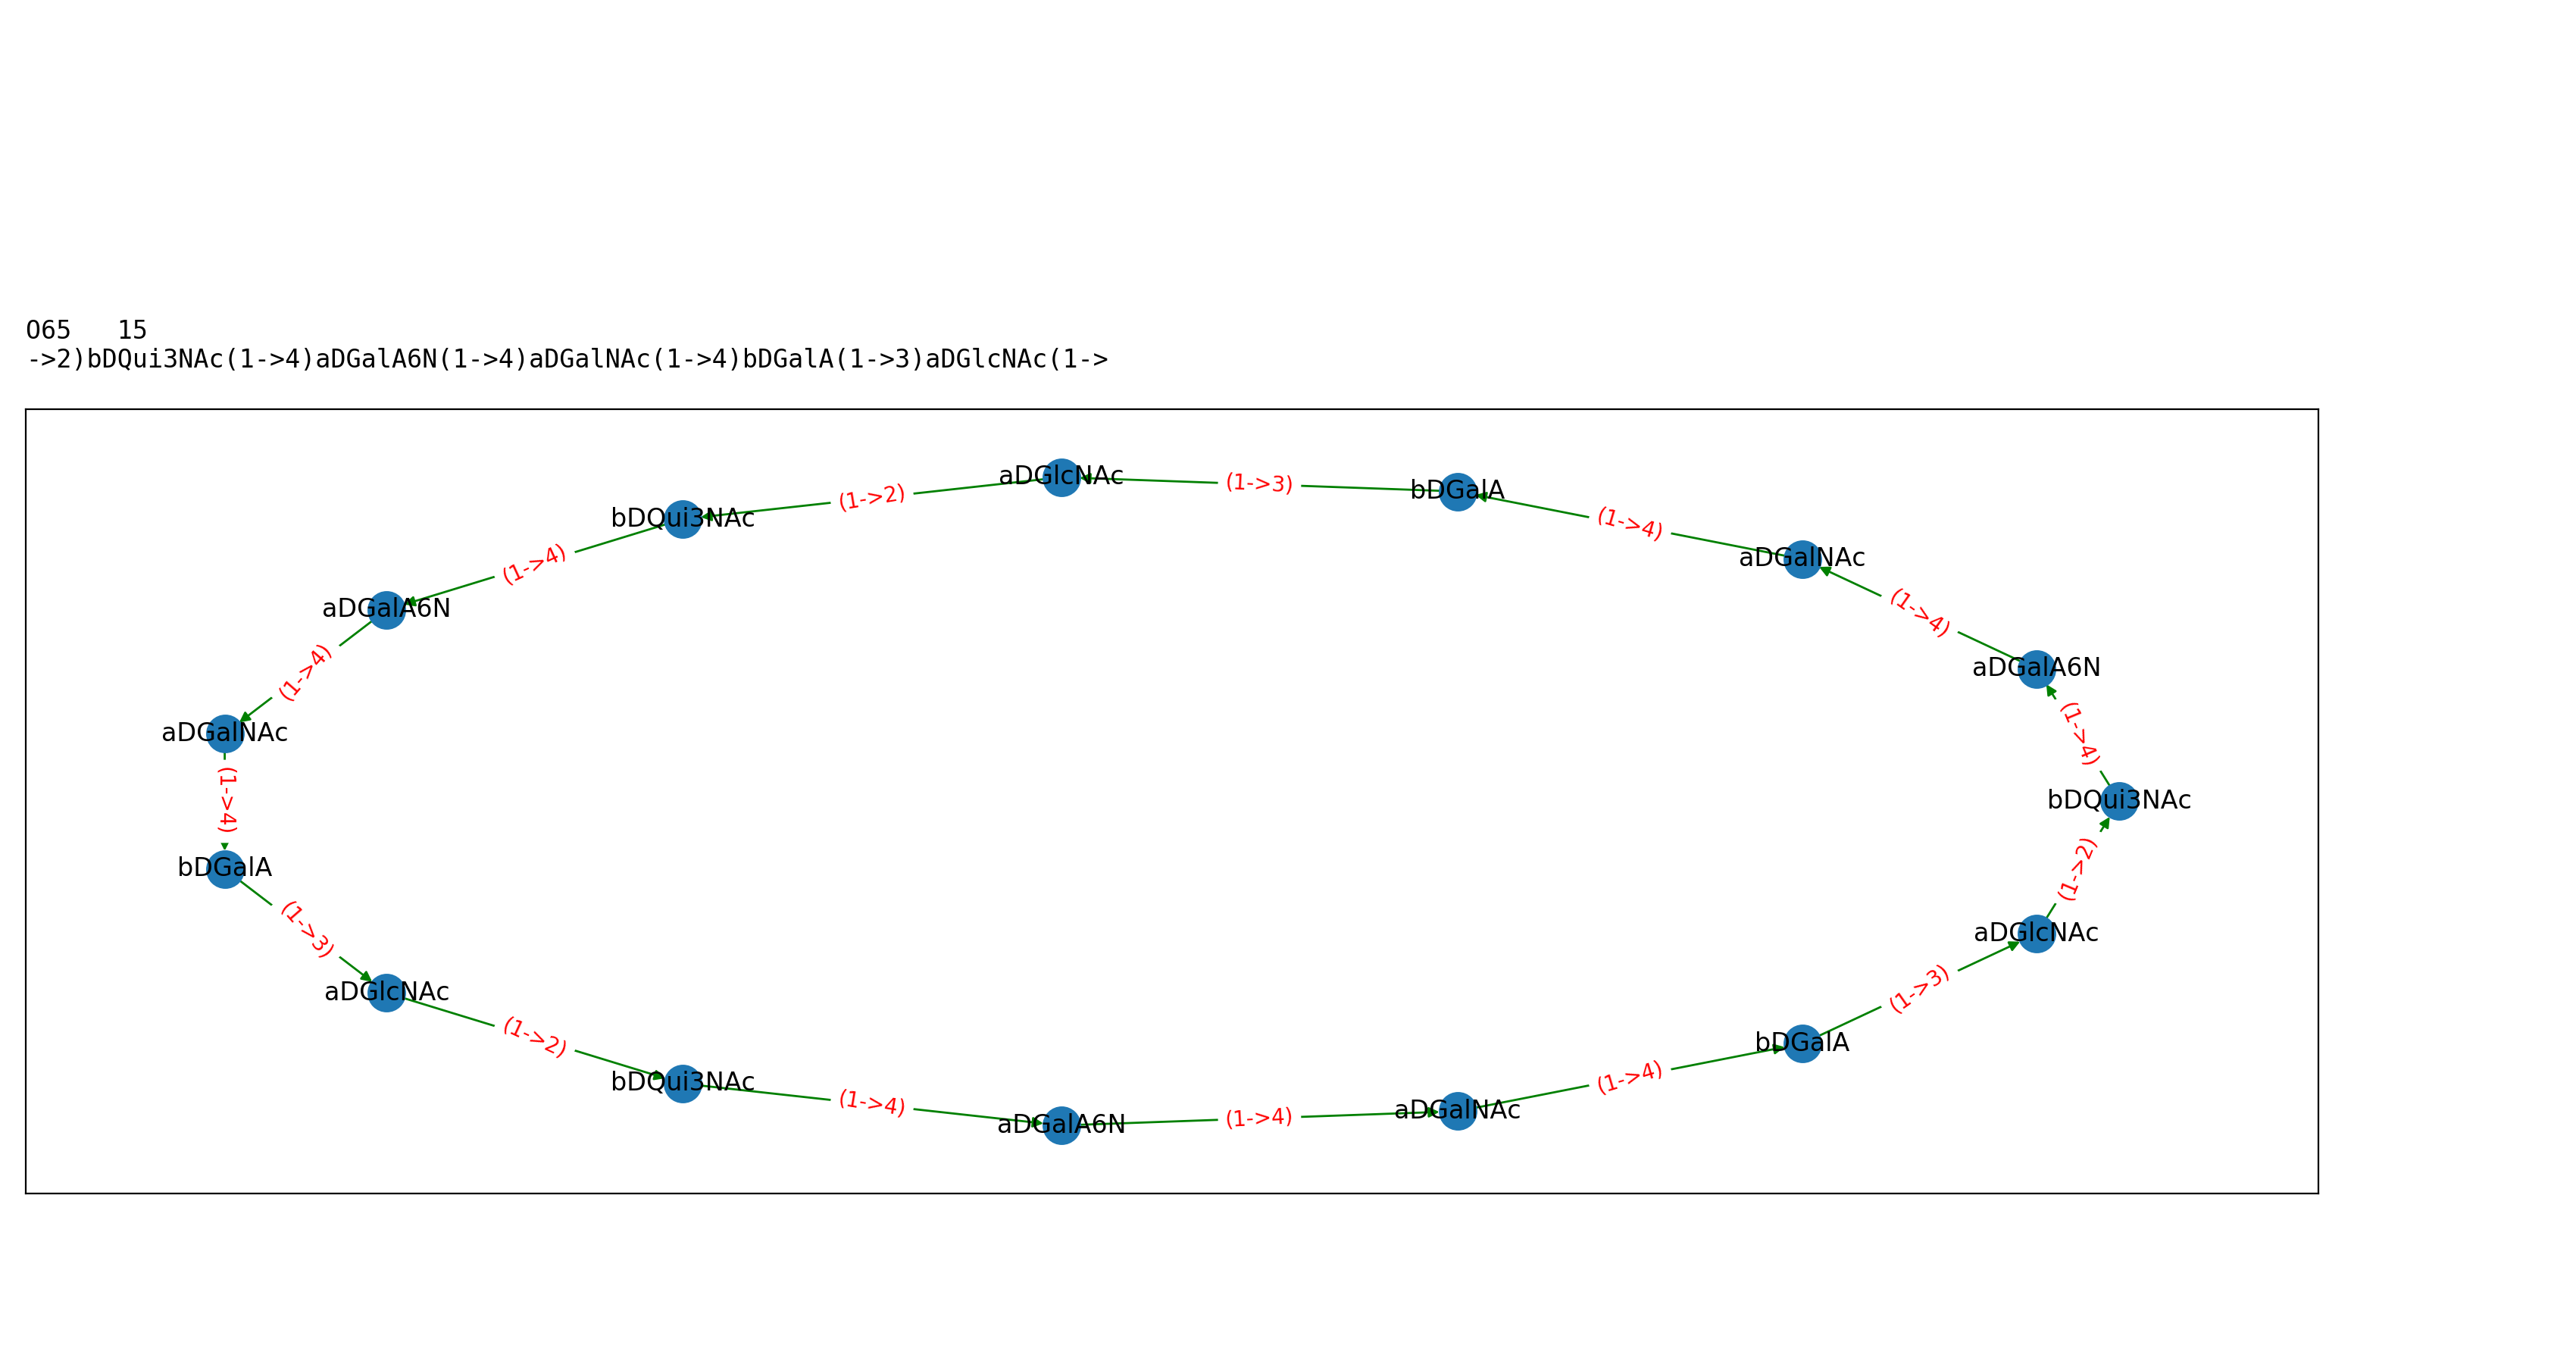 O65   15
->2)bDQui3NAc(1->4)aDGalA6N(1->4)aDGalNAc(1->4)bDGalA(1->3)aDGlcNAc(1->
aDGlcNAc
(1->3)
bDGalA
(1->2)
bDQui3NAc
(1->4)
aDGalNAc
(1->4)
aDGalA6N
(1->4)
aDGalA6N
(1->4)
aDGalNAc
(1->4)
(1->4)
bDQui3NAc
bDGalA
(1->2)
(1->3)
aDGlcNAc
aDGlcNAc
(1->3)
(1->2)
bDGalA
bDQui3NAc
(1->4)
(1->4)
aDGalNAc
(1->4)
aDGalA6N